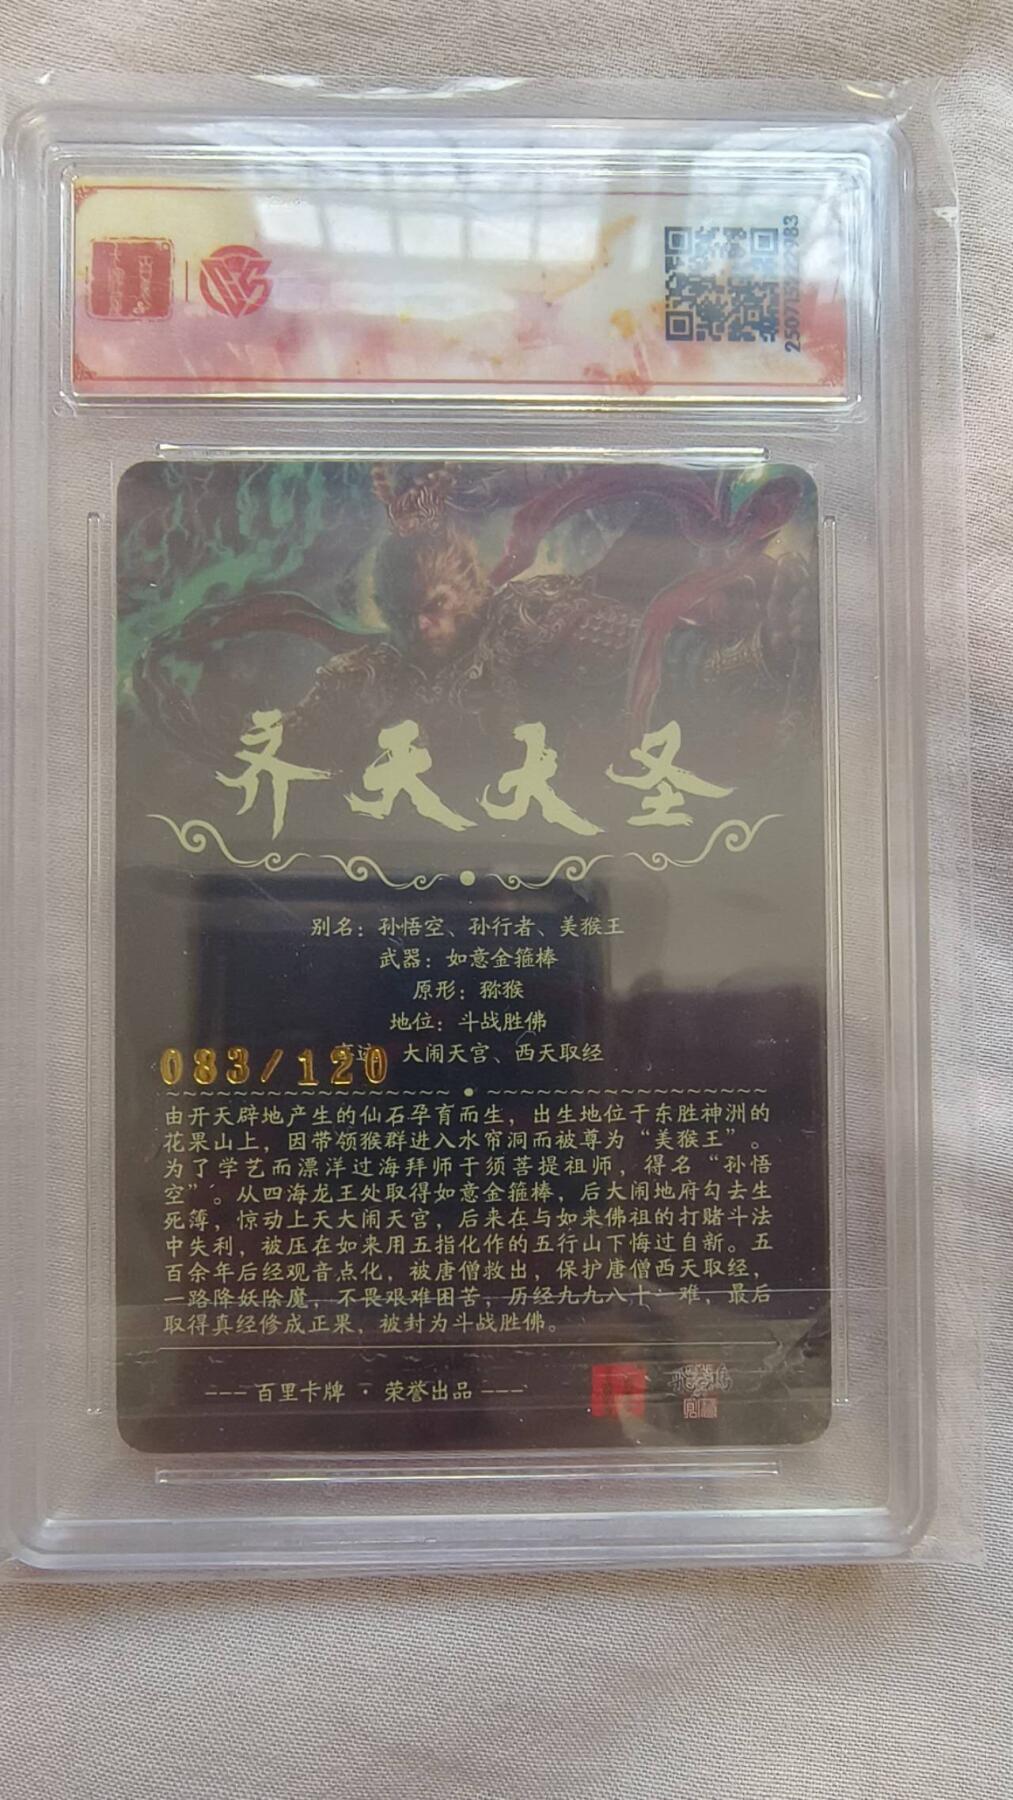 齐天大圣
别名：孙悟空、孙行者、美猴王
武器：如意金箍棒
原形：猕猴
地位：斗战胜佛
大闹天宫、西天取经
083/120
由开天辟地产生的仙石孕育而生，出生地位于东胜神洲的
花果山上，因带领猴群进入水帘洞而被尊为“美猴王”。
为了学艺而漂洋过海拜师于须菩提祖师，得名“孙悟
空”。从四海龙王处取得如意金箍棒，后大闹地府勾去生
死簿，惊动上天大闹天宫，后来在与如来佛祖的打赌斗法
中失利，被压在如来用五指化作的五行山下悔过自新。五
百余年后经观音点化，被唐僧救出，保护唐僧西天取经，
一路降妖除魔，不畏艰难困苦，历经九九八十一难，最后
取得真经修成正果，被封为斗战胜佛。
--- 百里卡牌 · 荣誉出品 ---